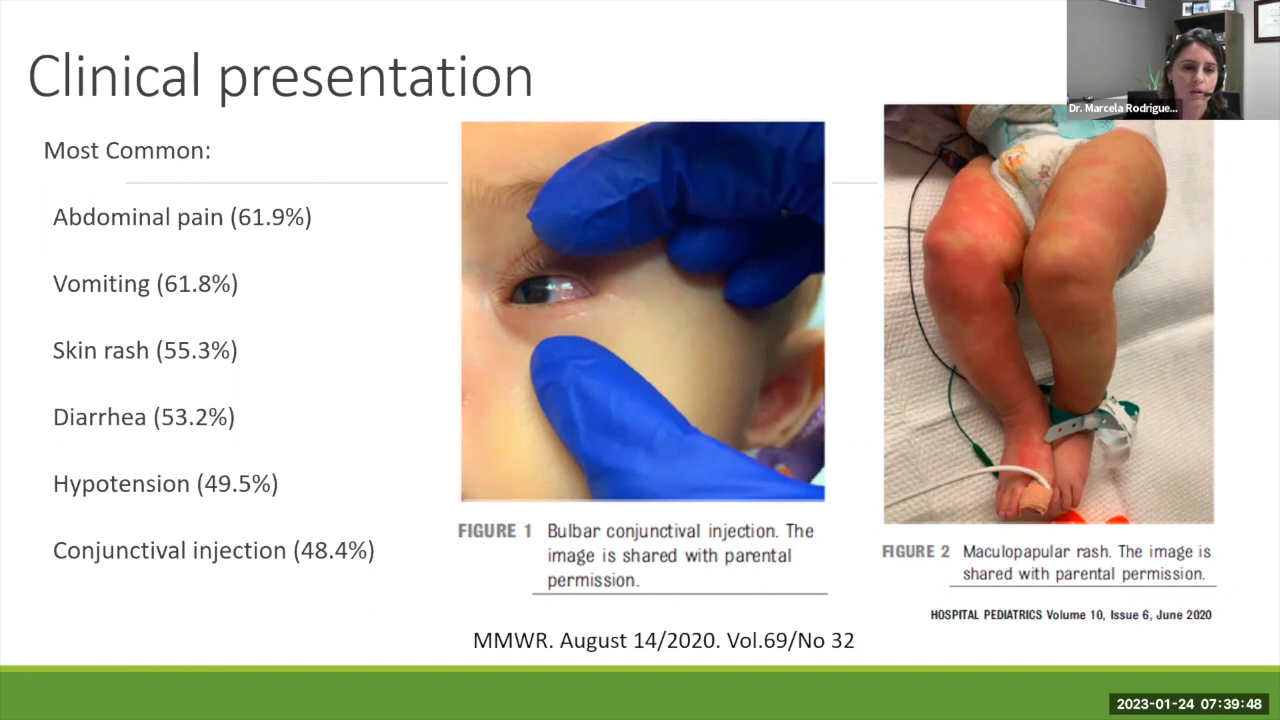 Clinical presentation
Dr. Marcela Rodrigue...
Most Common:
Abdominal pain (61.9%)
Vomiting (61.8%)
Skin rash (55.3%)
Diarrhea (53.2%)
Hypotension (49.5%)
Conjunctival injection (48.4%)
FIGURE 1 Bulbar conjunctival injection. The
image is shared with parental
permission.
FIGURE 2 Maculopapular rash. The image is
shared with parental permission.
HOSPITAL PEDIATRICS Volume 10, Issue 6, June 2020
MMWR. August 14/2020. Vol.69/No 32
2023-01-24 07:39:48